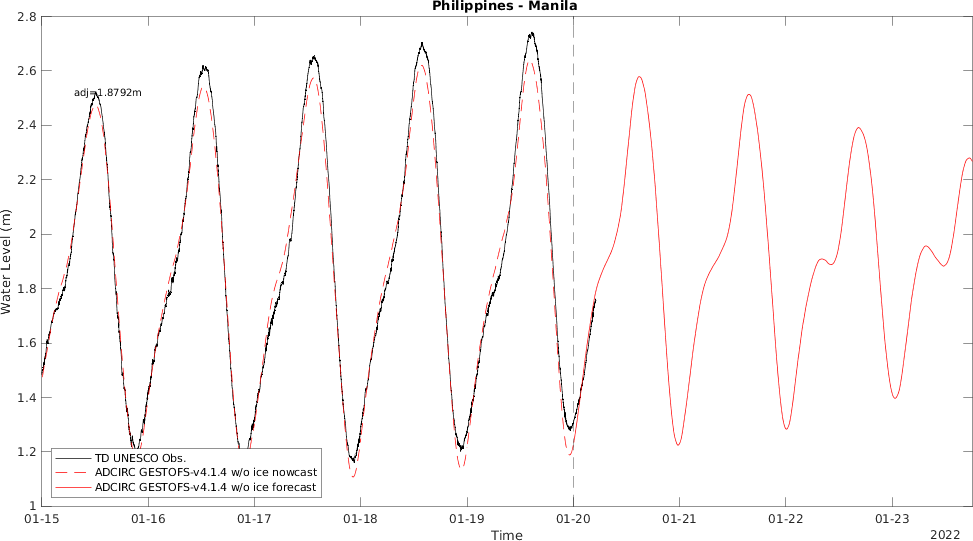 Philippines - Manila
2.8
2.6
2.4
2.2
2
1.8
1.6
1.4
1.2
1
Water Level (m)
adj=1.8792m
TD UNESCO Obs.
ADCIRC GESTOFS-v4.1.4 w/o ice nowcast
ADCIRC GESTOFS-v4.1.4 w/o ice forecast
01-15 01-16 01-17 01-18 01-19 01-20 01-21 01-22 01-23
Time
2022